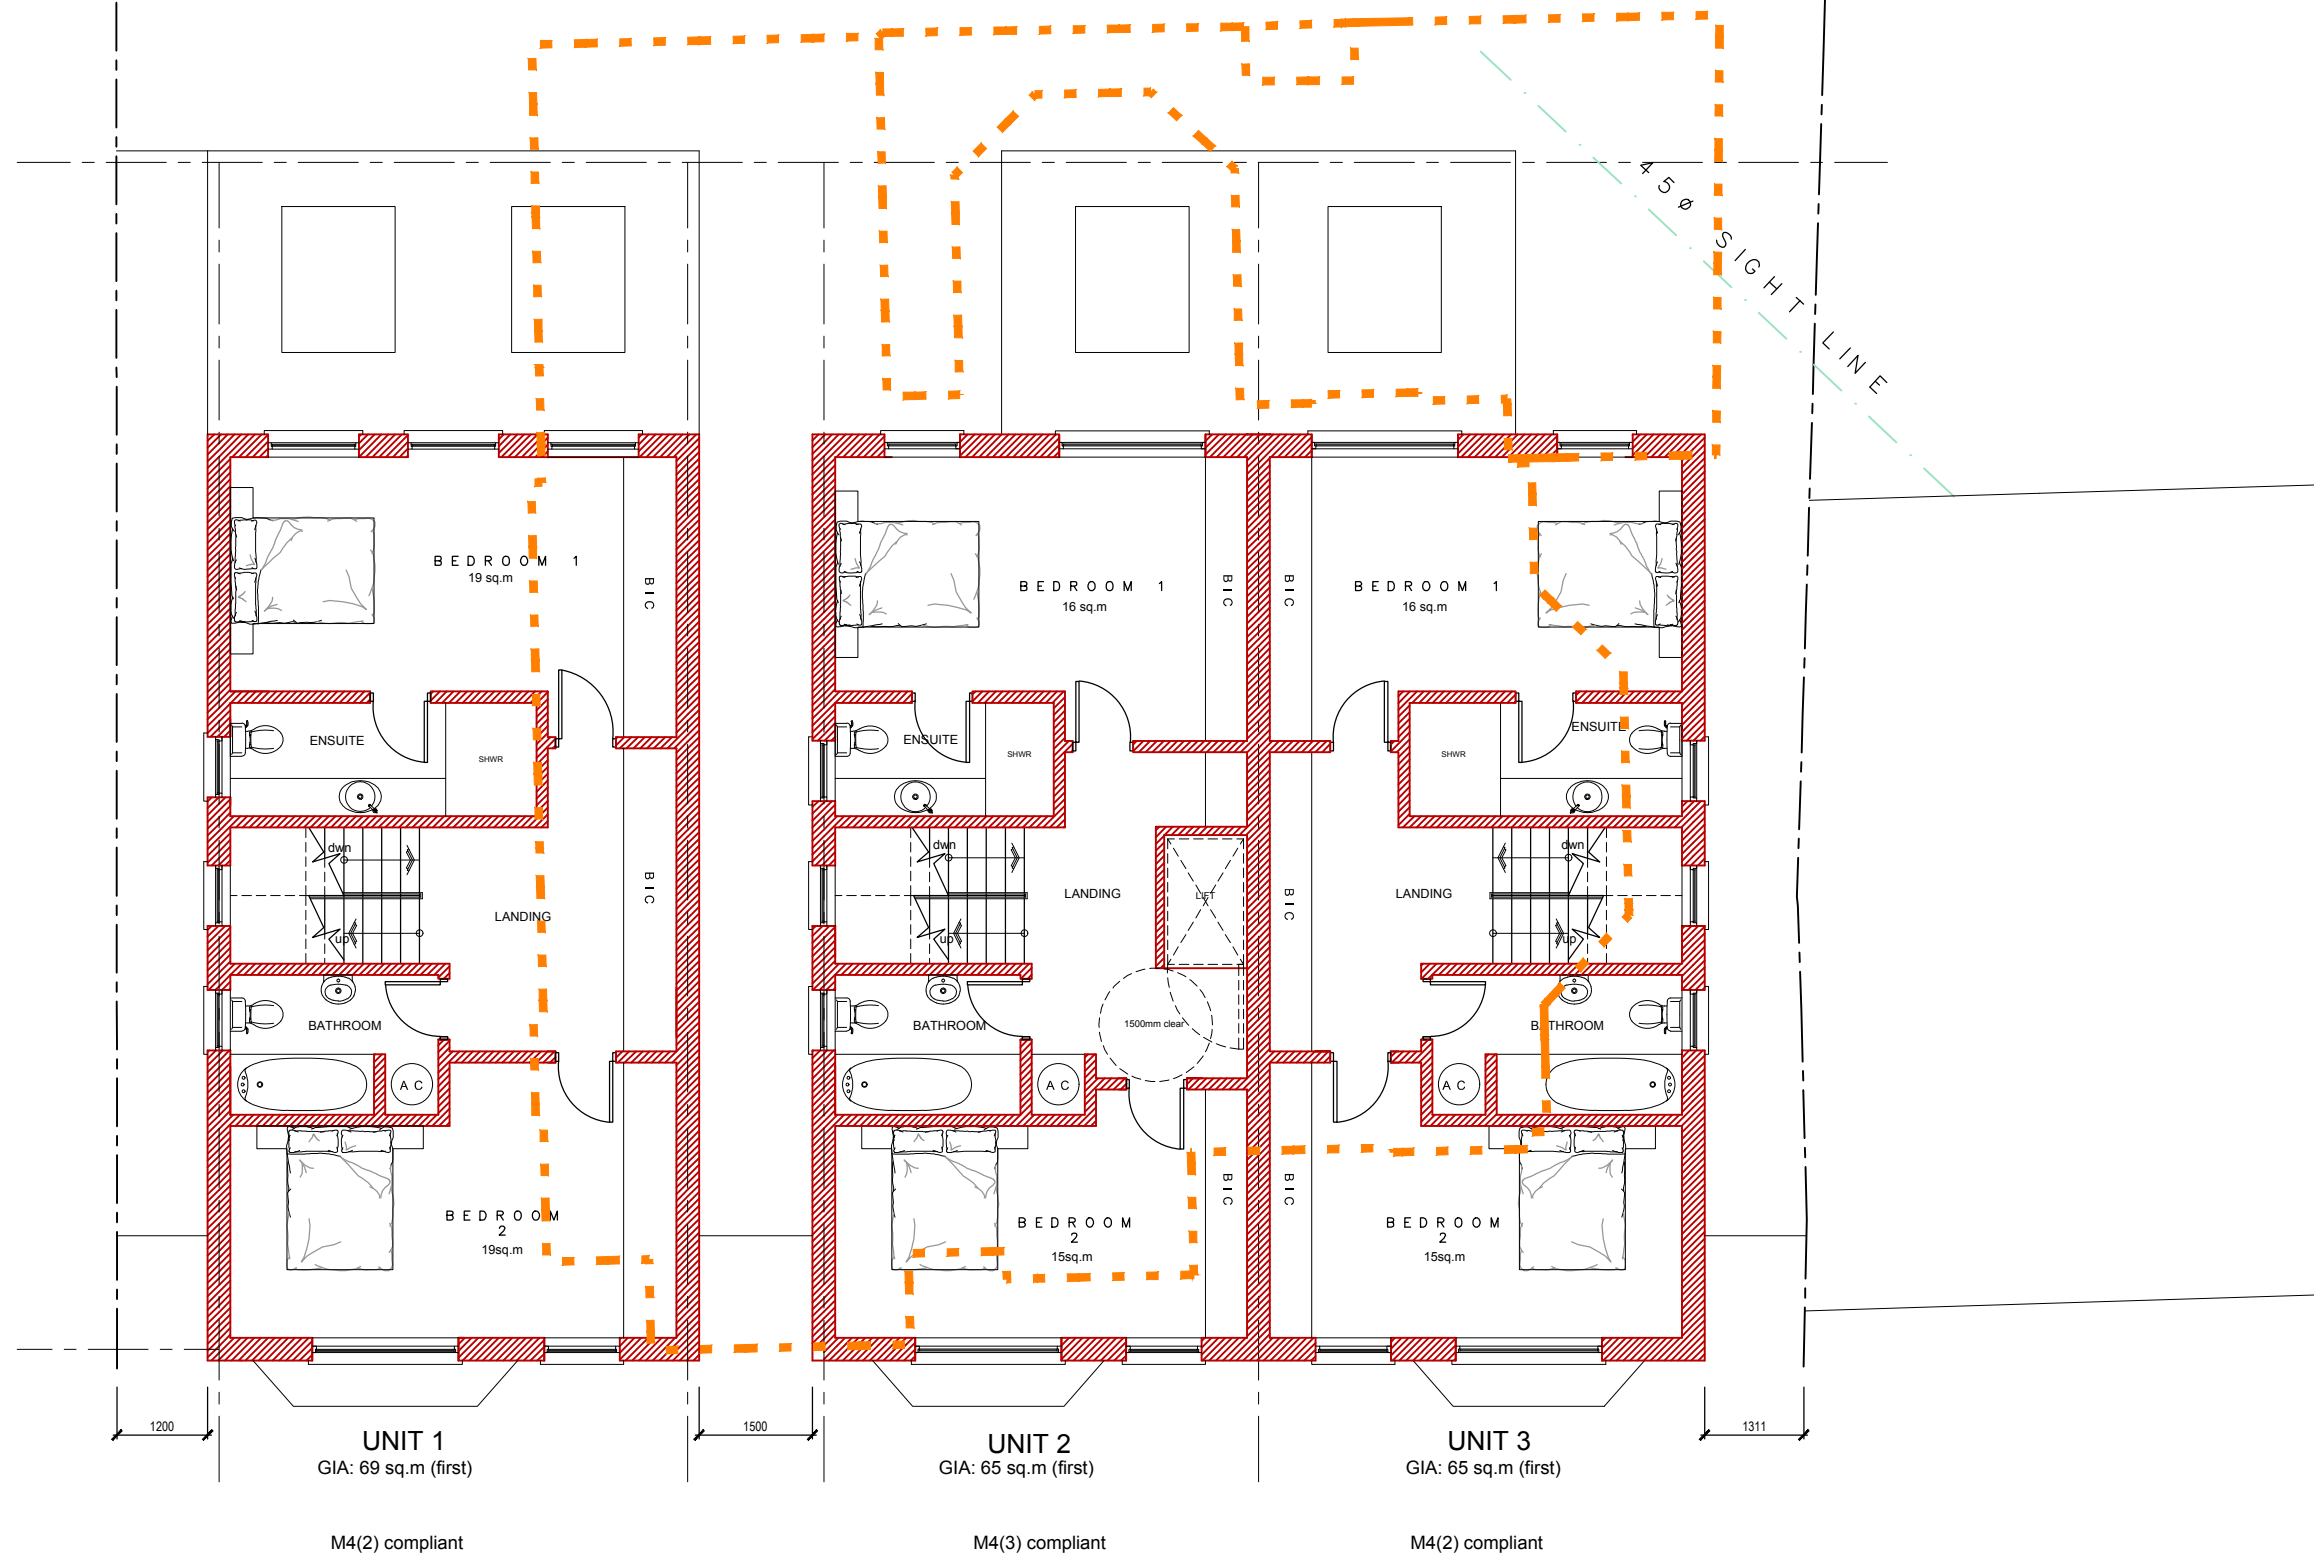 45ø SIGHT LINE
BEDROOM 1
19 sq.m
BIC
ENSUITE
SHWR
dwn
up
LANDING
BIC
BATHROOM
A C
BEDROOM
2
19sq.m
BEDROOM 1
16 sq.m
BIC
ENSUITE
SHWR
dwn
up
LANDING
LIFT
BATHROOM
1500mm clear
A C
BEDROOM
2
15sq.m
BIC
BIC
BEDROOM 1
16 sq.m
SHWR
ENSUITE
BIC
LANDING
dwn
up
BATHROOM
A C
BIC
BEDROOM
2
15sq.m
1200
1500
1311
UNIT 1
GIA: 69 sq.m (first)
M4(2) compliant
UNIT 2
GIA: 65 sq.m (first)
M4(3) compliant
UNIT 3
GIA: 65 sq.m (first)
M4(2) compliant